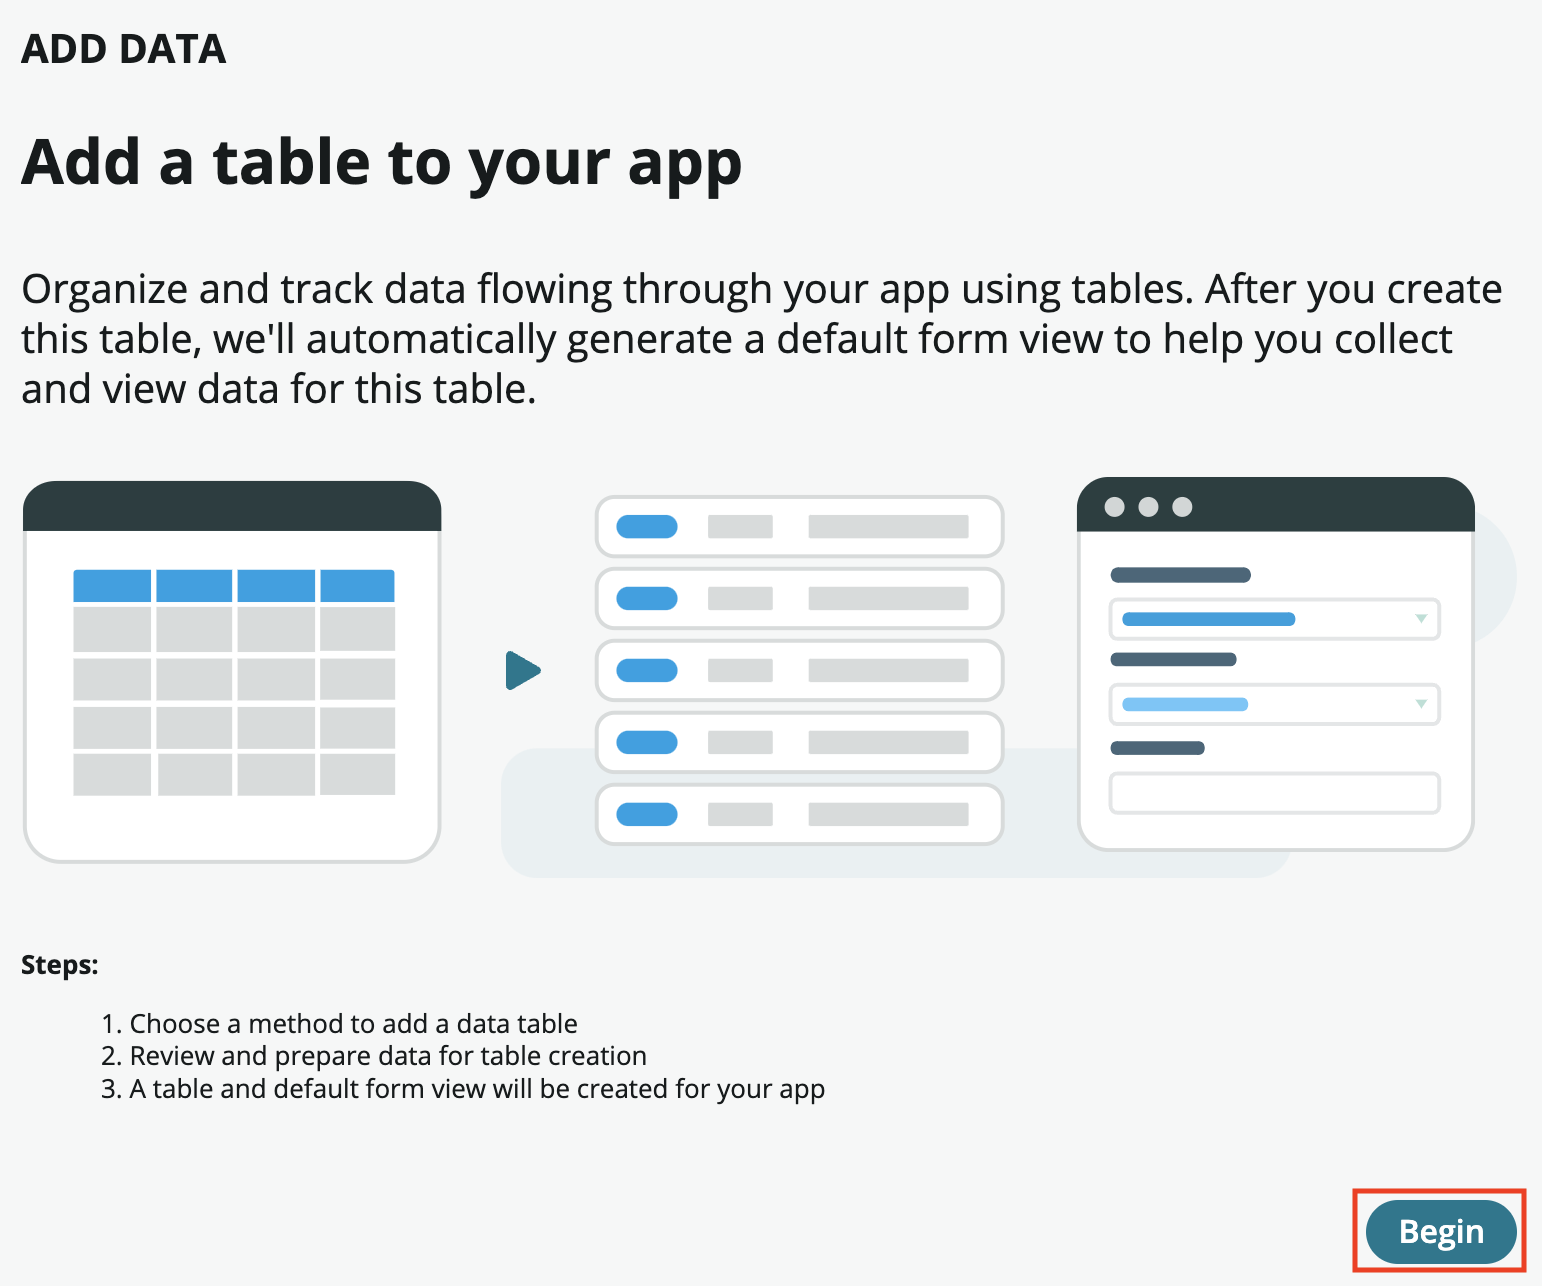 ADD DATA
Add a table to your app
Organize and track data flowing through your app using tables. After you create
this table, we'll automatically generate a default form view to help you collect
and view data for this table.
Steps:
1. Choose a method to add a data table
2. Review and prepare data for table creation
3. A table and default form view will be created for your app
Begin